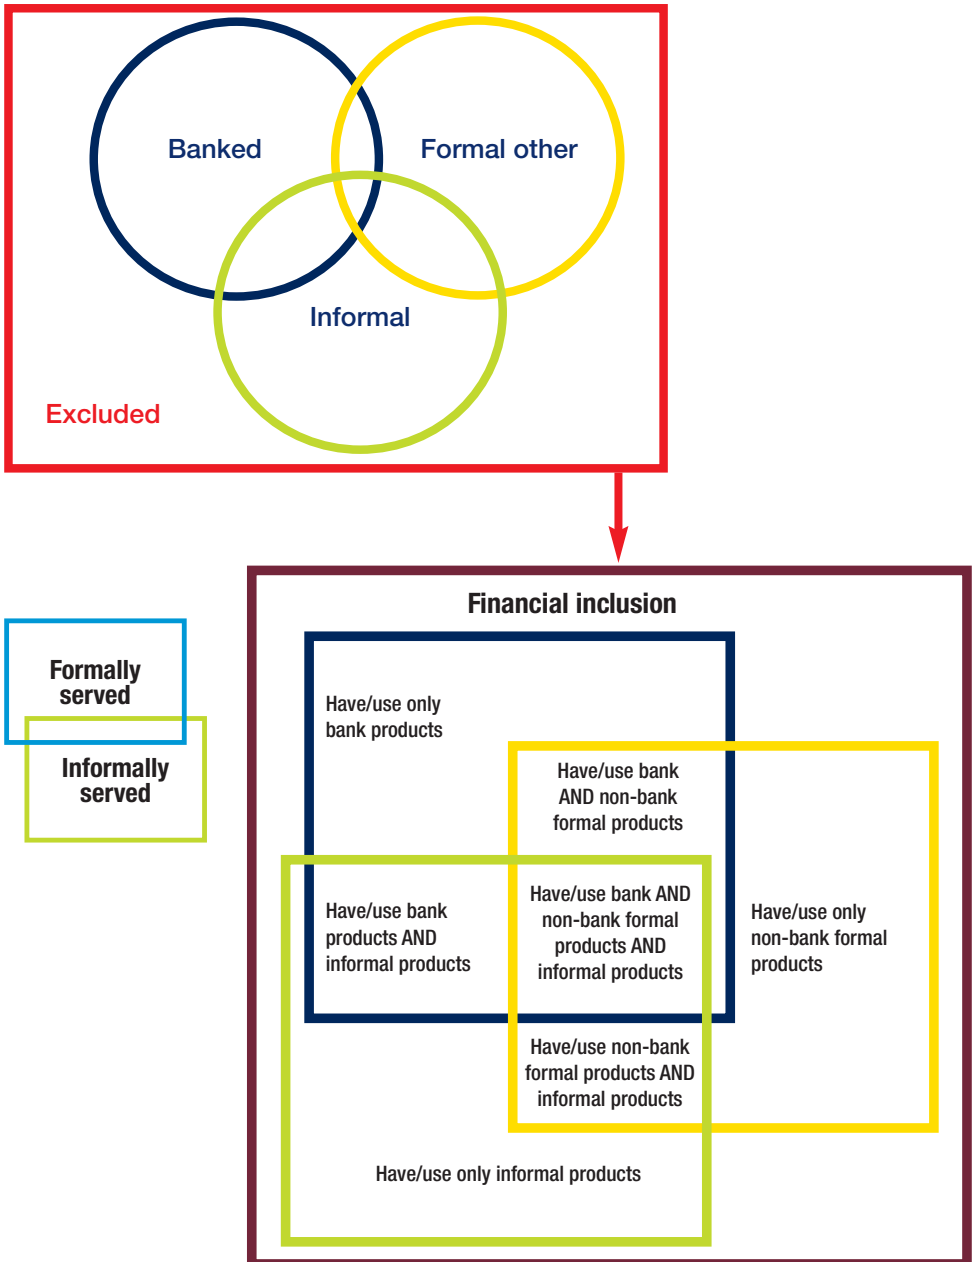 Banked
Formal other
Informal
Excluded
Financial inclusion
Formally
served
Informally
served
Have/use only
bank products
Have/use bank
AND non-bank
formal products
Have/use bank
products AND
informal products
Have/use bank AND
non-bank formal
products AND
informal products
Have/use only
non-bank formal
products
Have/use non-bank
formal products AND
informal products
Have/use only informal products